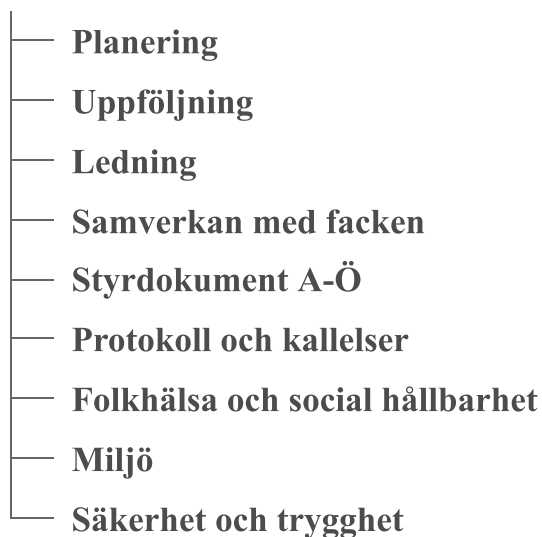 Planering
Uppföljning
Ledning
Samverkan med facken
Styrdokument A-Ö
Protokoll och kallelser
Folkhälsa och social hållbarhet
Miljö
Säkerhet och trygghet